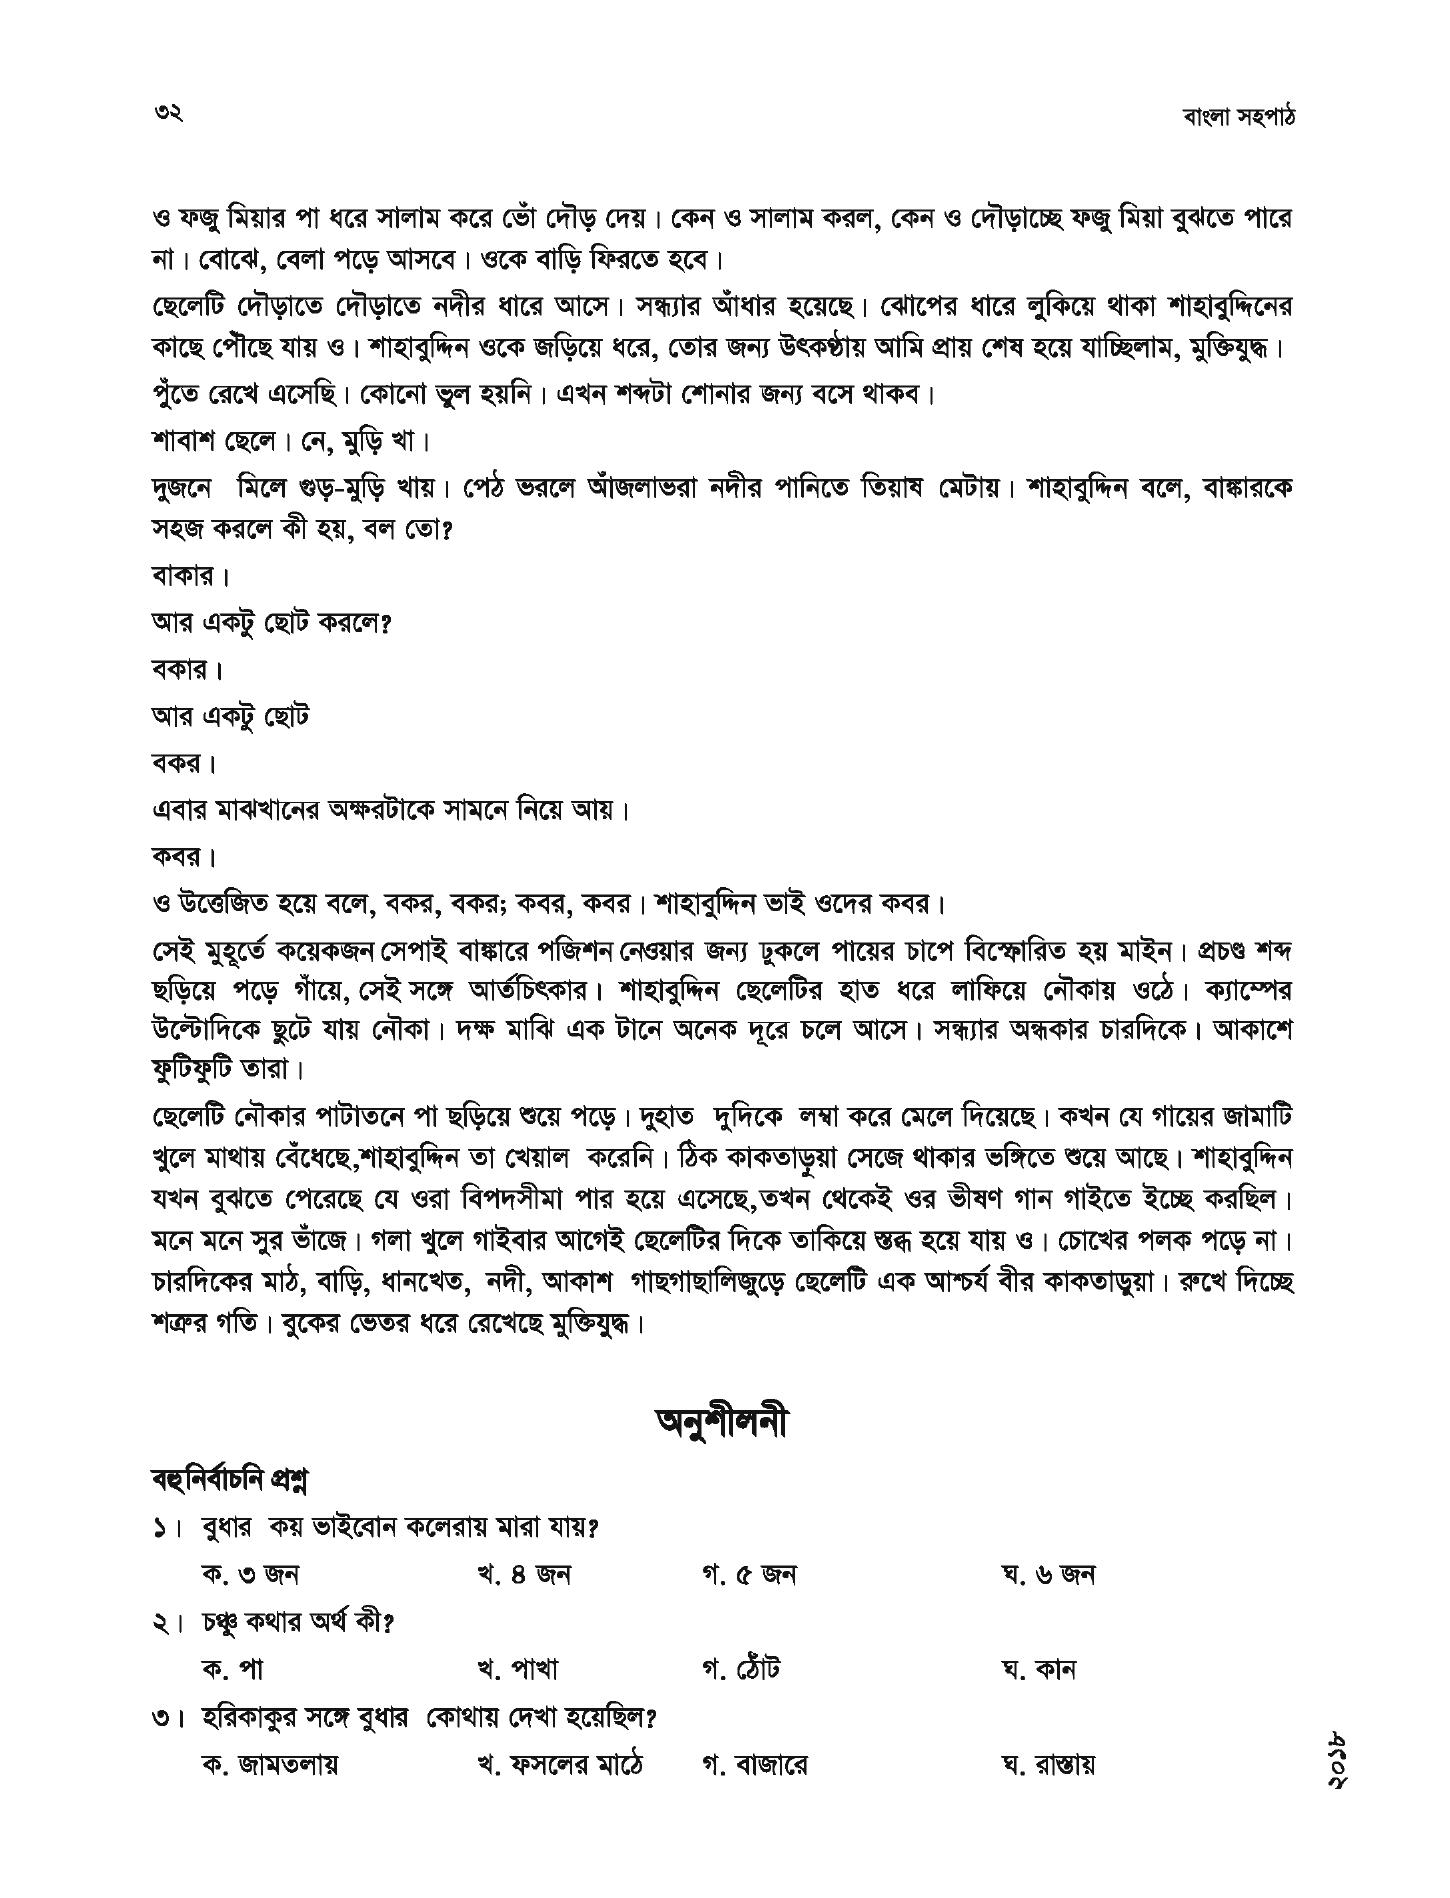 ৩২
বাংলা সহপাঠ
ও ফজু মিয়ার পা ধরে সালাম করে ভোঁ দৌড় দেয়। কেন ও সালাম করল, কেন ও দৌড়াচ্ছে ফজু মিয়া বুঝতে পারে
না। বোঝে, বেলা পড়ে আসবে। ওকে বাড়ি ফিরতে হবে।
ছেলেটি দৌড়াতে দৌড়াতে নদীর ধারে আসে। সন্ধ্যার আঁধার হয়েছে। ঝোপের ধারে লুকিয়ে থাকা শাহাবুদ্দিনের
কাছে পৌঁছে যায় ও। শাহাবুদ্দিন ওকে জড়িয়ে ধরে, তোর জন্য উৎকণ্ঠায় আমি প্রায় শেষ হয়ে যাচ্ছিলাম, মুক্তিযুদ্ধ।
পুঁতে রেখে এসেছি। কোনো ভুল হয়নি। এখন শব্দটা শোনার জন্য বসে থাকব।
শাবাশ ছেলে। নে, মুড়ি খা।
দুজনে মিলে গুড়-মুড়ি খায়। পেঠ ভরলে আঁজলাভরা নদীর পানিতে তিয়াষ মেটায়। শাহাবুদ্দিন বলে, বাঙ্কারকে
সহজ করলে কী হয়, বল তো?
বাকার।
আর একটু ছোট করলে?
বকার।
আর একটু ছোট
বকর।
এবার মাঝখানের অক্ষরটাকে সামনে নিয়ে আয়।
কবর।
ও উত্তেজিত হয়ে বলে, বকর, বকর; কবর, কবর। শাহাবুদ্দিন ভাই ওদের কবর।
সেই মুহূর্তে কয়েকজন সেপাই বাঙ্কারে পজিশন নেওয়ার জন্য ঢুকলে পায়ের চাপে বিস্ফোরিত হয় মাইন। প্রচণ্ড শব্দ
ছড়িয়ে পড়ে গাঁয়ে, সেই সঙ্গে আর্তচিৎকার। শাহাবুদ্দিন ছেলেটির হাত ধরে লাফিয়ে নৌকায় ওঠে। ক্যাম্পের
উল্টোদিকে ছুটে যায় নৌকা। দক্ষ মাঝি এক টানে অনেক দূরে চলে আসে। সন্ধ্যার অন্ধকার চারদিকে। আকাশে
ফুটিফুটি তারা।
ছেলেটি নৌকার পাটাতনে পা ছড়িয়ে শুয়ে পড়ে। দুহাত দুদিকে লম্বা করে মেলে দিয়েছে। কখন যে গায়ের জামাটি
খুলে মাথায় বেঁধেছে,শাহাবুদ্দিন তা খেয়াল করেনি। ঠিক কাকতাড়ুয়া সেজে থাকার ভঙ্গিতে শুয়ে আছে। শাহাবুদ্দিন
যখন বুঝতে পেরেছে যে ওরা বিপদসীমা পার হয়ে এসেছে,তখন থেকেই ওর ভীষণ গান গাইতে ইচ্ছে করছিল।
মনে মনে সুর ভাঁজে। গলা খুলে গাইবার আগেই ছেলেটির দিকে তাকিয়ে স্তব্ধ হয়ে যায় ও। চোখের পলক পড়ে না।
চারদিকের মাঠ, বাড়ি, ধানখেত, নদী, আকাশ গাছগাছালিজুড়ে ছেলেটি এক আশ্চর্য বীর কাকতাড়ুয়া। রুখে দিচ্ছে
শত্রুর গতি। বুকের ভেতর ধরে রেখেছে মুক্তিযুদ্ধ।
অনুশীলনী
বহুনির্বাচনি প্রশ্ন
১। বুধার কয় ভাইবোন কলেরায় মারা যায়?
ক. ৩ জন খ. ৪ জন গ. ৫ জন ঘ. ৬ জন
২। চঞ্চু কথার অর্থ কী?
ক. পা খ. পাখা গ. ঠোঁট ঘ. কান
৩। হরিকাকুর সঙ্গে বুধার কোথায় দেখা হয়েছিল?
ক. জামতলায় খ. ফসলের মাঠে গ. বাজারে ঘ. রাস্তায়
২০১৮